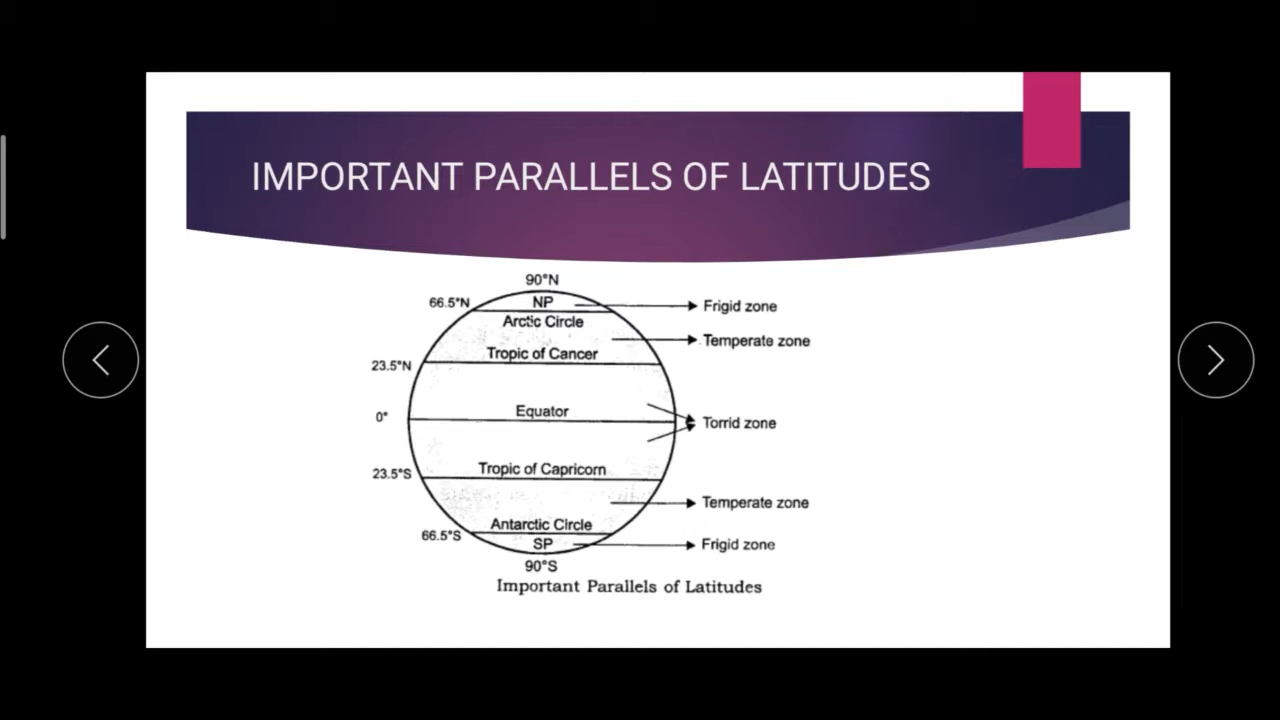 IMPORTANT PARALLELS OF LATITUDES
90°N
66.5°N
NP
Frigid zone
Arctic Circle
Temperate zone
Tropic of Cancer
23.5°N
Equator
0°
Torrid zone
Tropic of Capricorn
23.5°S
Temperate zone
Antarctic Circle
66.5°S
SP
Frigid zone
90°S
Important Parallels of Latitudes